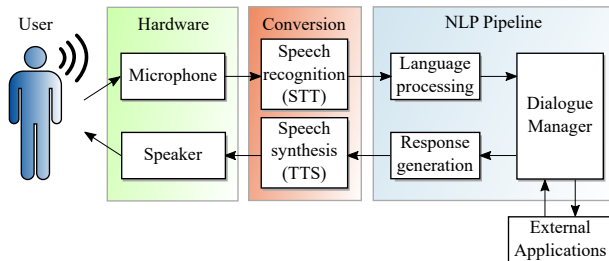 User
Hardware
Conversion
NLP Pipeline
Microphone
Speech
recognition
(STT)
Language
processing
Dialogue
Manager
Speaker
Speech
synthesis
(TTS)
Response
generation
External
Applications